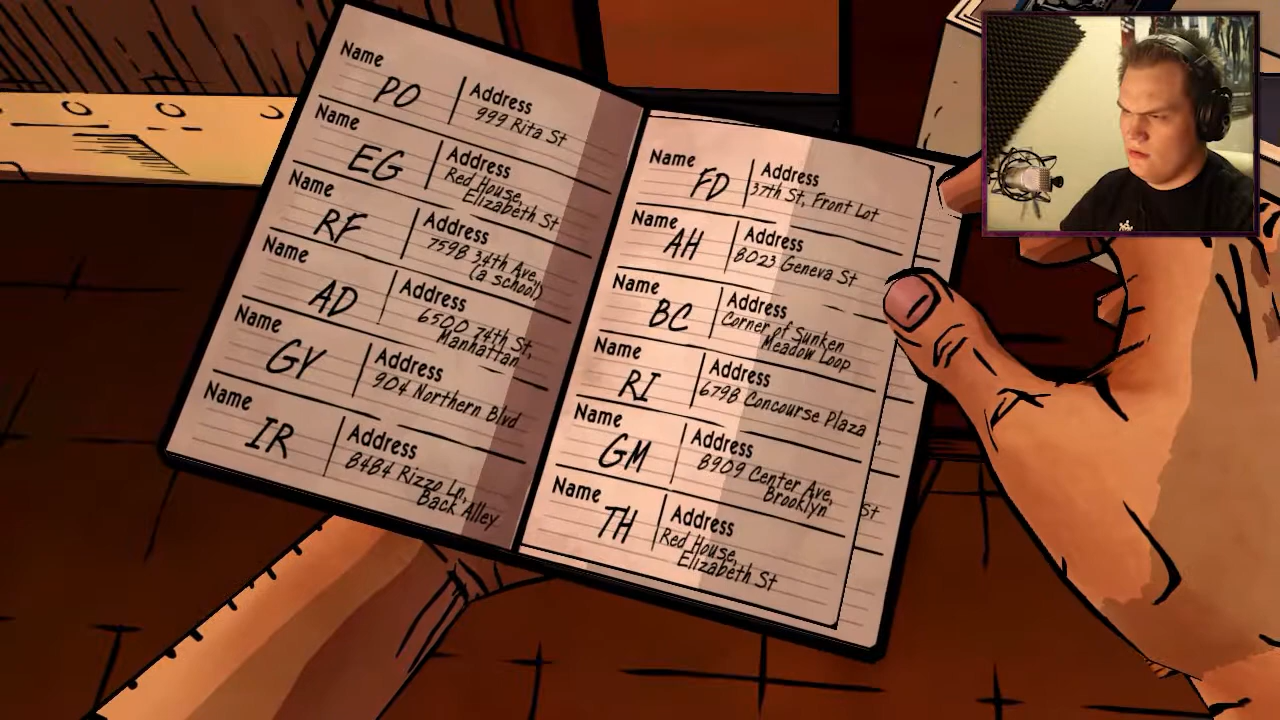 Name
PO
Address
999 Rita St
Name
EG
Address
Red House,
Elizabeth St
Name
RF
Address
7598 34th Ave,
(a school)
Name
AD
Address
6500 74th St,
Manhattan
Name
GY
Address
904 Northern Blvd
Name
IR
Address
8484 Rizzo Ln,
Back Alley
Name
FD
Address
37th St, Front Lot
Name
AH
Address
8023 Geneva St
Name
BC
Address
Corner of Sunken
Meadow Loop
Name
RI
Address
6798 Concourse Plaza
Name
GM
Address
8909 Center Ave,
Brooklyn
Name
TH
Address
Red House,
Elizabeth St
St